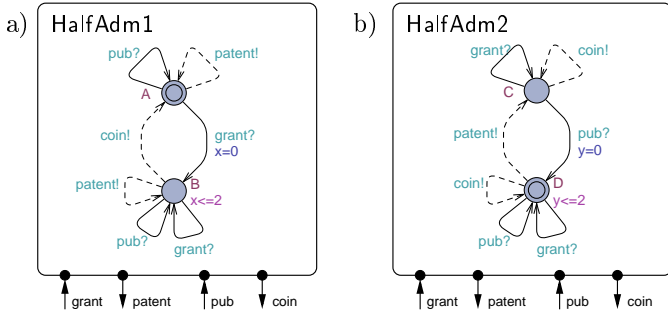 a)
HalfAdm1
pub?
patent!
A
coin!
grant?
x=0
patent!
B
x<=2
pub?
grant?
grant
patent
pub
coin
b)
HalfAdm2
grant?
coin!
C
patent!
pub?
y=0
coin!
D
y<=2
pub?
grant?
grant
patent
pub
coin